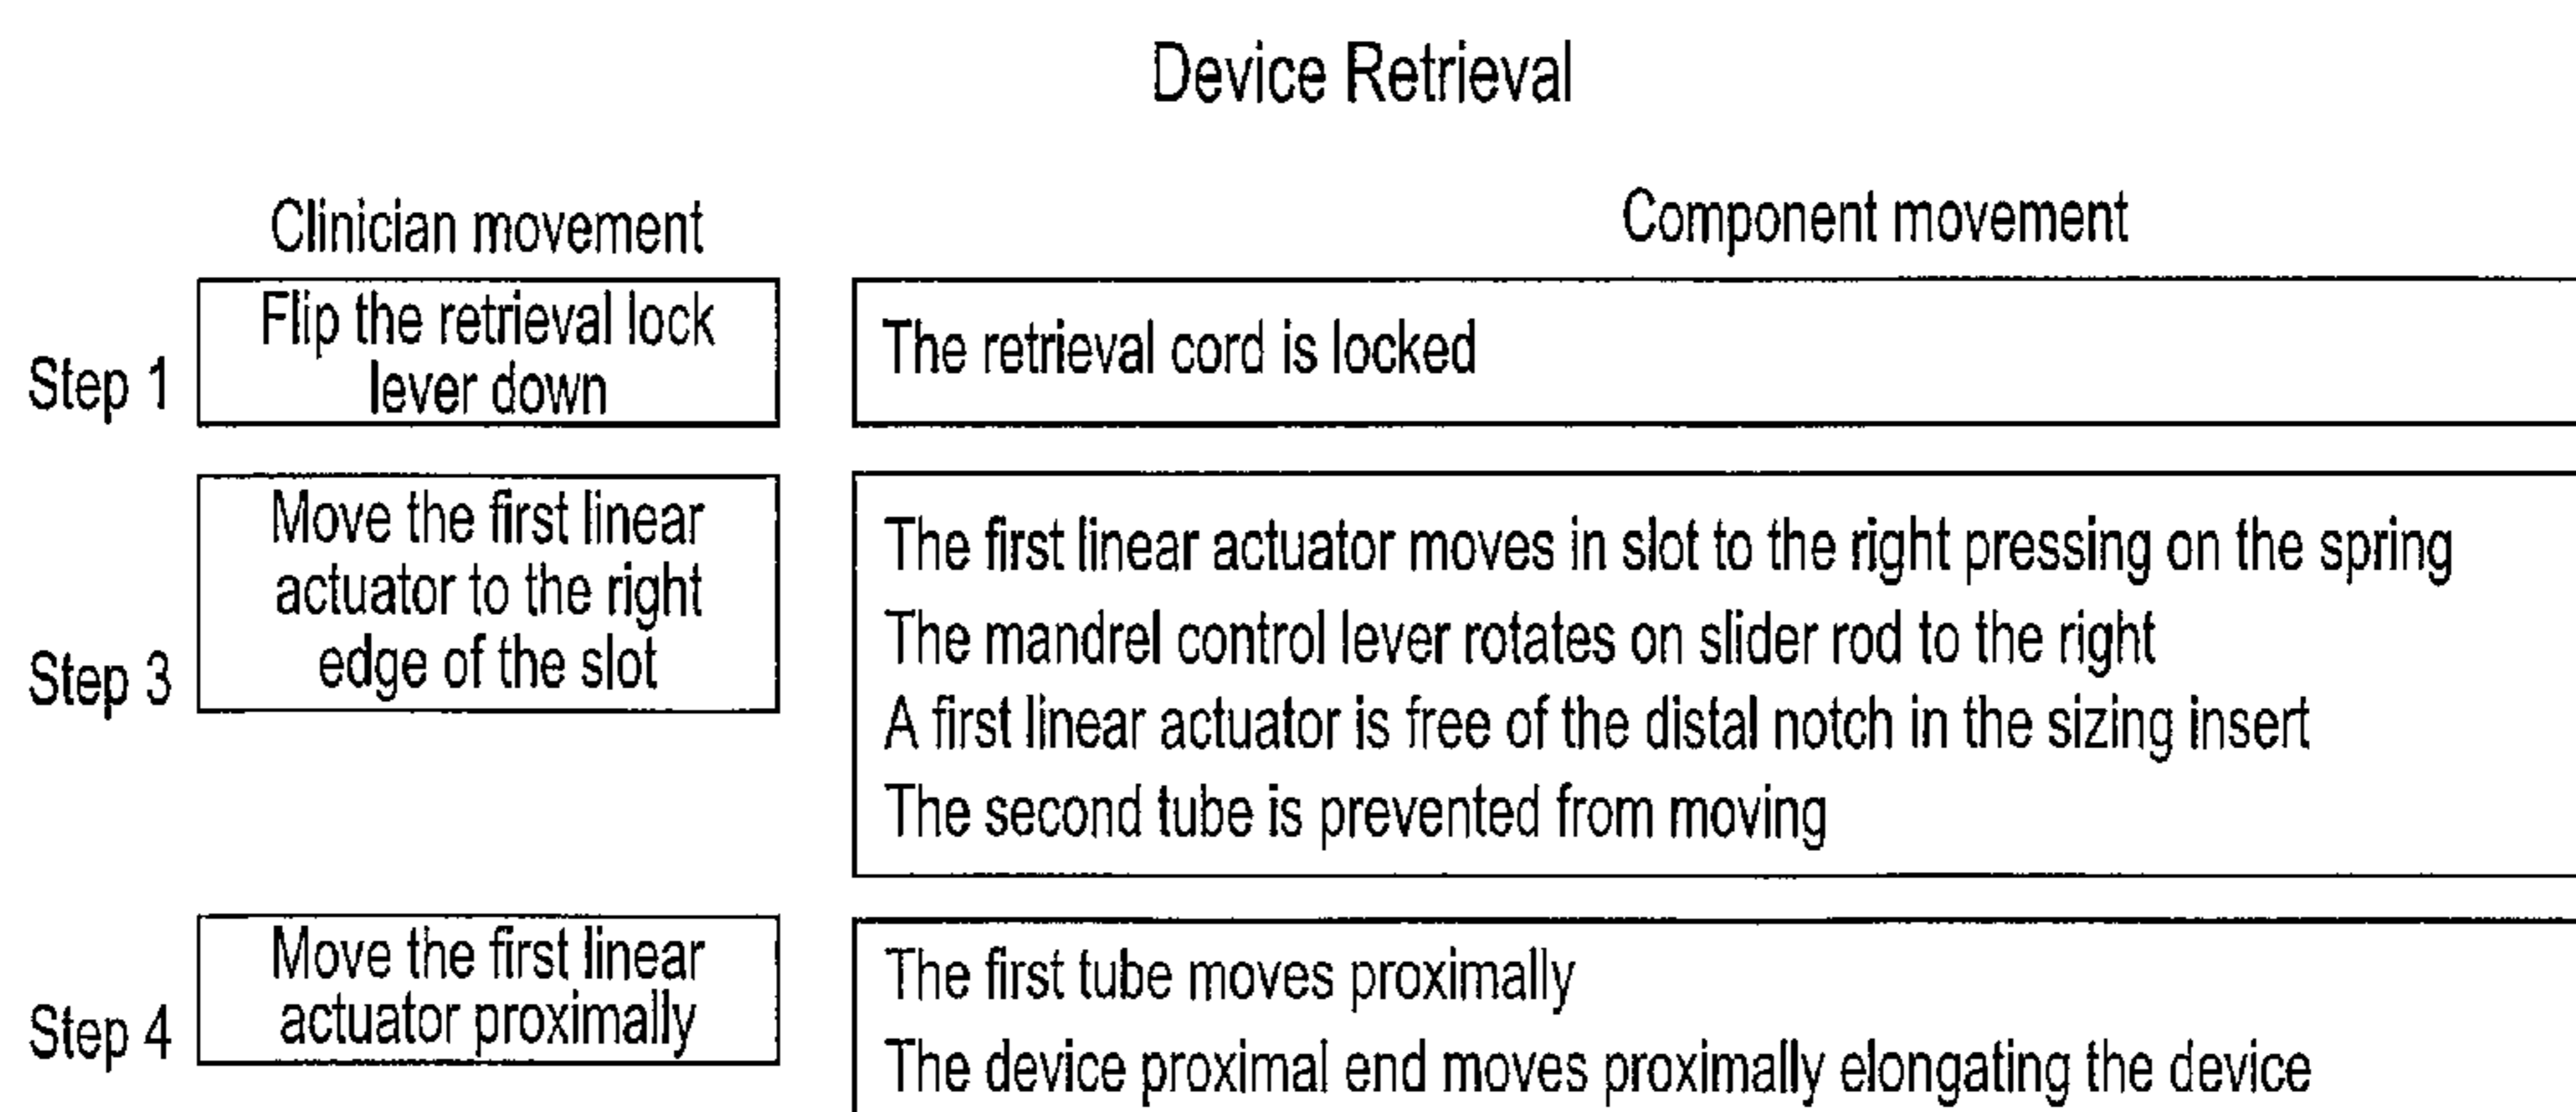 Device Retrieval
Clinician movement
Component movement
Step 1
Flip the retrieval lock
lever down
The retrieval cord is locked
Step 3
Move the first linear
actuator to the right
edge of the slot
The first linear actuator moves in slot to the right pressing on the spring
The mandrel control lever rotates on slider rod to the right
A first linear actuator is free of the distal notch in the sizing insert
The second tube is prevented from moving
Step 4
Move the first linear
actuator proximally
The first tube moves proximally
The device proximal end moves proximally elongating the device